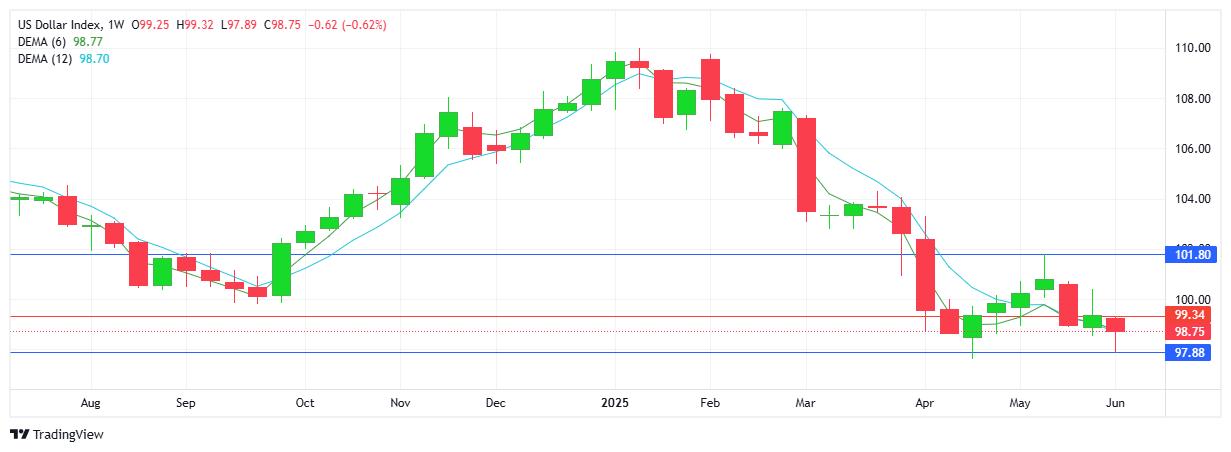 US Dollar Index, 1W O99.25 H99.32 L97.89 C98.75 −0.62 (−0.62%)
DEMA (6) 98.77
DEMA (12) 98.70
110.00
108.00
106.00
104.00
101.80
100.00
99.34
98.75
97.88
Aug Sep Oct Nov Dec 2025 Feb Mar Apr May Jun
TradingView